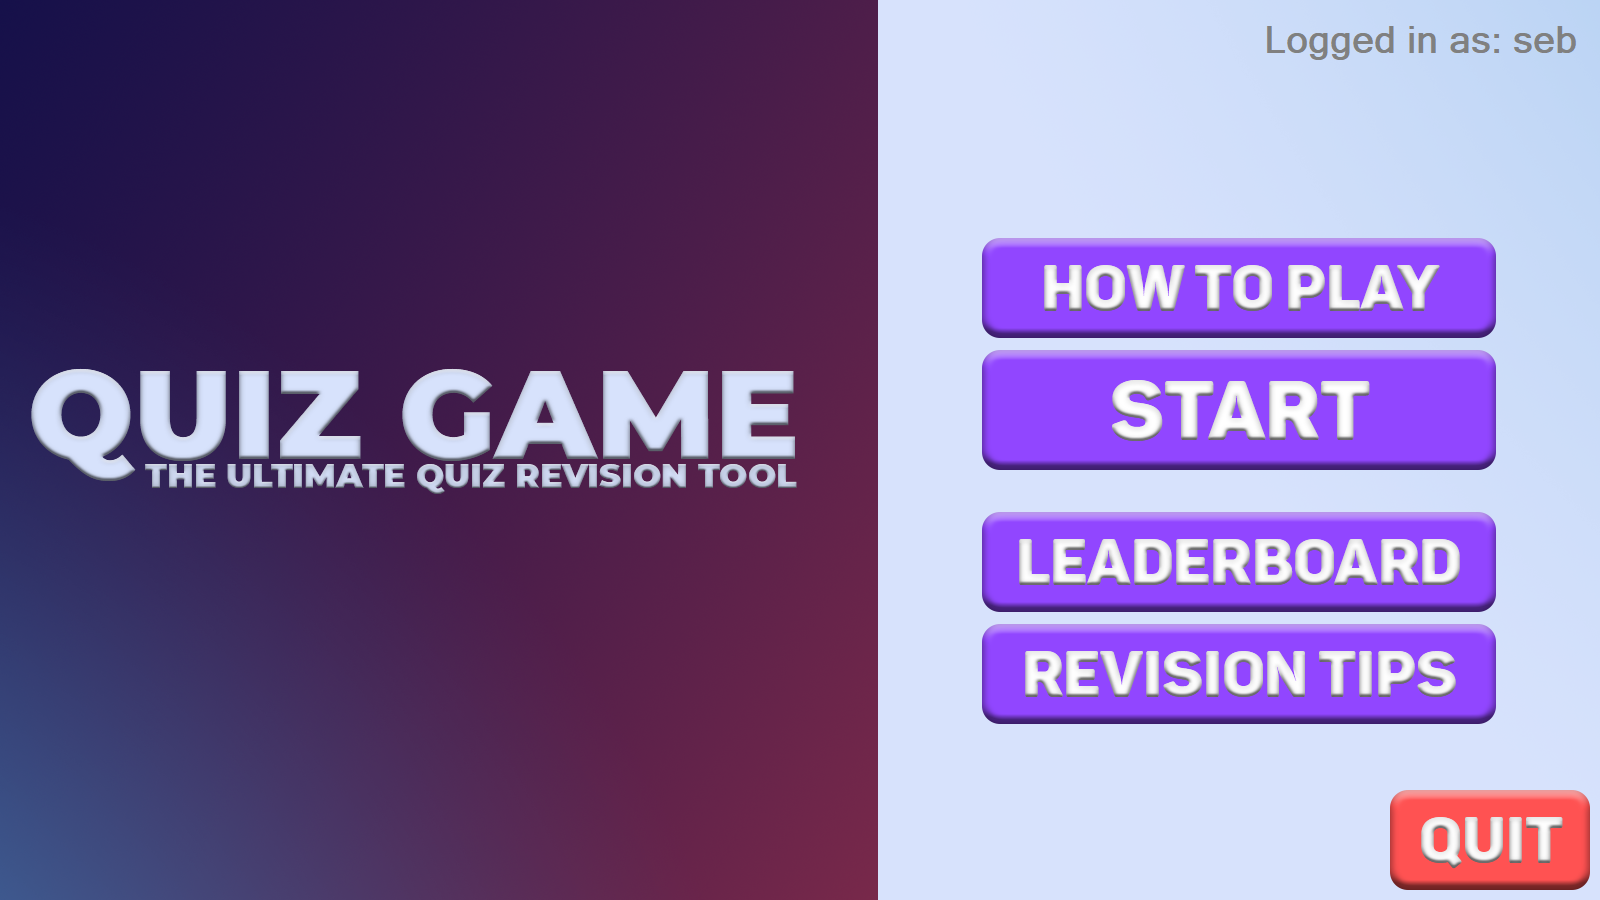 QUIZ GAME
THE ULTIMATE QUIZ REVISION TOOL
Logged in as: seb
HOW TO PLAY
START
LEADERBOARD
REVISION TIPS
QUIT